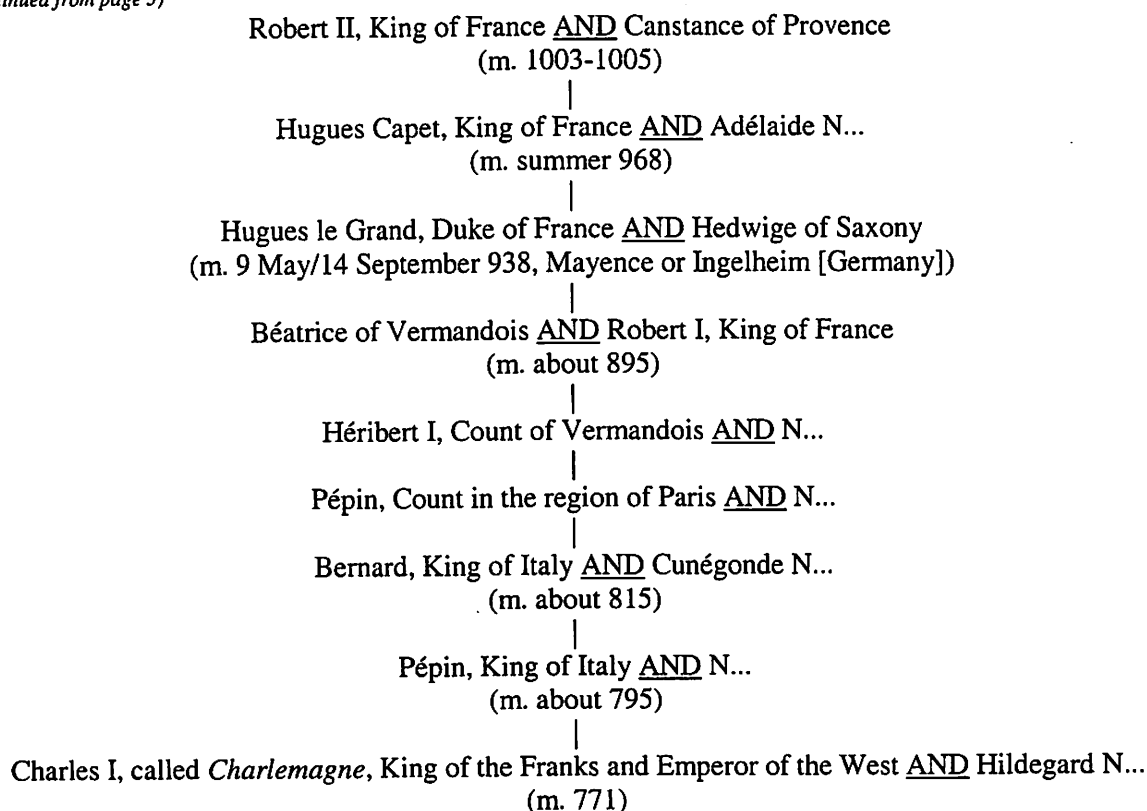 from page 5)
Robert II, King of France AND Canstance of Provence
(m. 1003-1005)
Hugues Capet, King of France AND Adélaide N...
(m. summer 968)
Hugues le Grand, Duke of France AND Hedwige of Saxony
(m. 9 May/14 September 938, Mayence or Ingelheim [Germany])
Béatrice of Vermandois AND Robert I, King of France
(m. about 895)
Héribert I, Count of Vermandois AND N...
Pépin, Count in the region of Paris AND N...
Bernard, King of Italy AND Cunégonde N...
(m. about 815)
Pépin, King of Italy AND N...
(m. about 795)
Charles I, called Charlemagne, King of the Franks and Emperor of the West AND Hildegard N...
(m. 771)